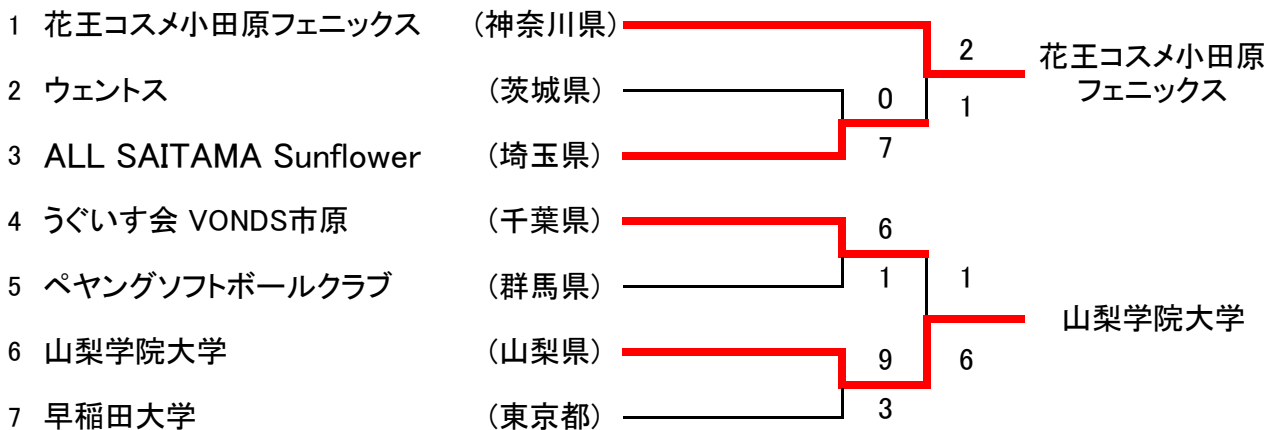 1 花王コスメ小田原フェニックス (神奈川県)
2
花王コスメ小田原
フェニックス
2 ウェントス (茨城県)
0
1
3 ALL SAITAMA Sunflower (埼玉県)
7
4 うぐいす会 VONDS市原 (千葉県)
6
5 ペヤングソフトボールクラブ (群馬県)
1
1
山梨学院大学
6 山梨学院大学 (山梨県)
9
6
7 早稲田大学 (東京都)
3